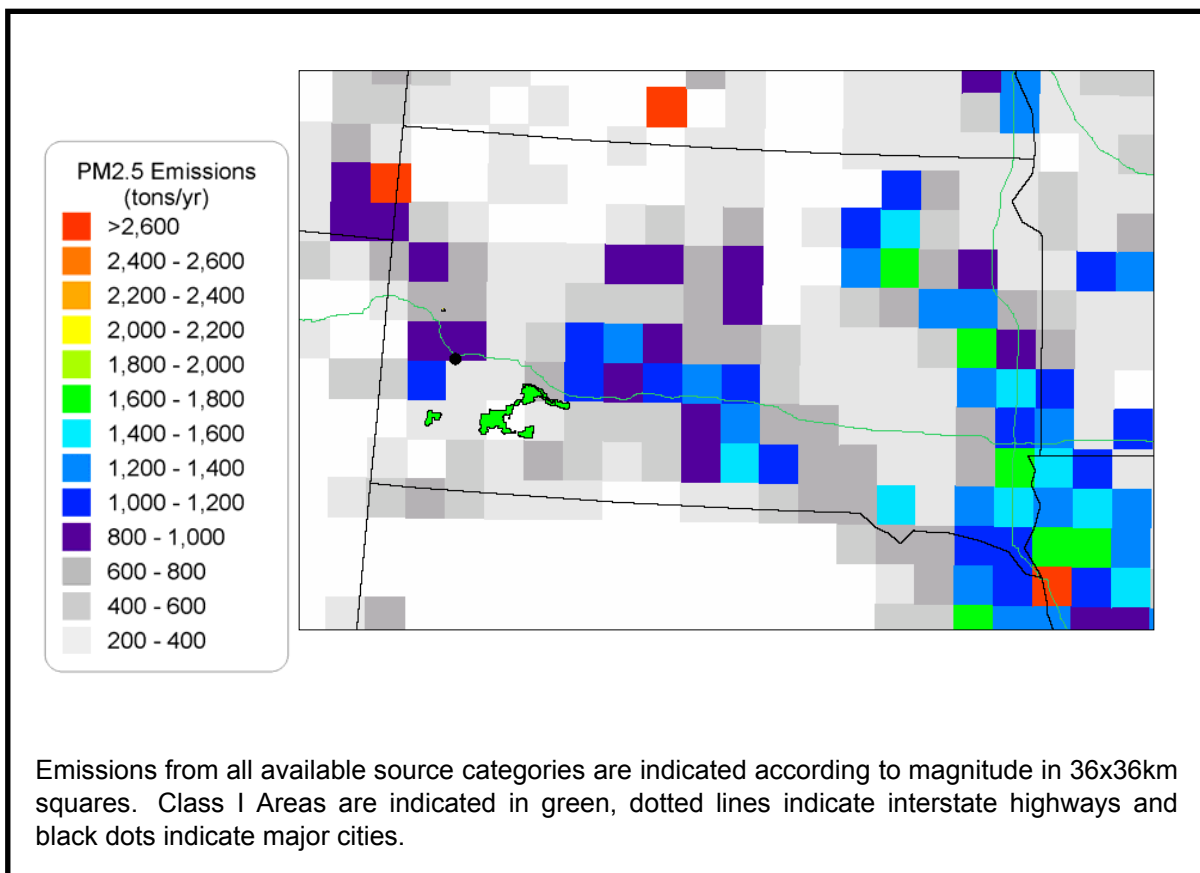 PM2.5 Emissions
(tons/yr)
>2,600
2,400 - 2,600
2,200 - 2,400
2,000 - 2,200
1,800 - 2,000
1,600 - 1,800
1,400 - 1,600
1,200 - 1,400
1,000 - 1,200
800 - 1,000
600 - 800
400 - 600
200 - 400
Emissions from all available source categories are indicated according to magnitude in 36x36km
squares. Class I Areas are indicated in green, dotted lines indicate interstate highways and
black dots indicate major cities.